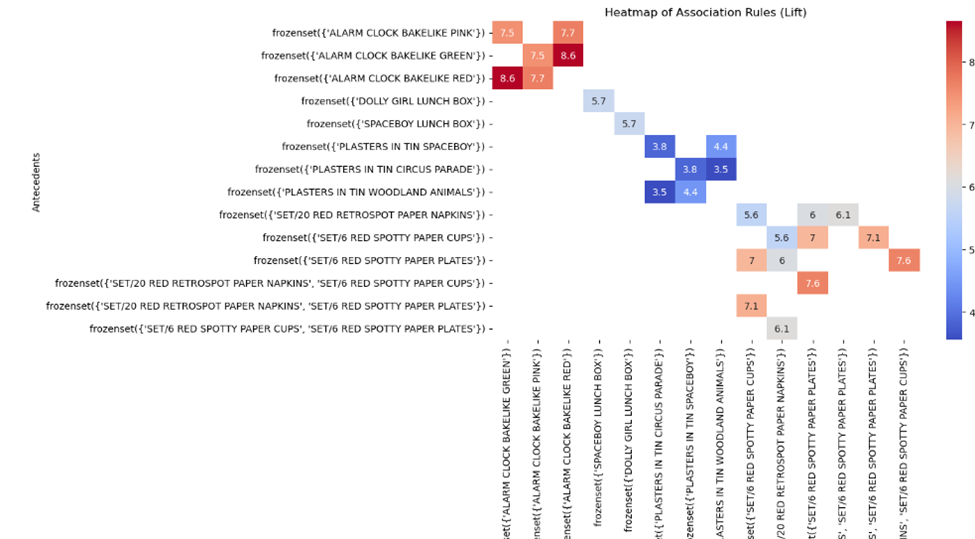 Heatmap of Association Rules (Lift)
Antecedents
frozenset({'ALARM CLOCK BAKELIKE PINK'}) - 7.5 7.7
frozenset({'ALARM CLOCK BAKELIKE GREEN'}) - 7.5 8.6
frozenset({'ALARM CLOCK BAKELIKE RED'}) - 8.6 7.7
frozenset({'DOLLY GIRL LUNCH BOX'}) - 5.7
frozenset({'SPACEBOY LUNCH BOX'}) - 5.7
frozenset({'PLASTERS IN TIN SPACEBOY'}) - 3.8 4.4
frozenset({'PLASTERS IN TIN CIRCUS PARADE'}) - 3.8 3.5
frozenset({'PLASTERS IN TIN WOODLAND ANIMALS'}) - 3.5 4.4
frozenset({'SET/20 RED RETROSPOT PAPER NAPKINS'}) - 5.6 6 6.1
frozenset({'SET/6 RED SPOTTY PAPER CUPS'}) - 5.6 7 7.1
frozenset({'SET/6 RED SPOTTY PAPER PLATES'}) - 7 6 7.6
frozenset({'SET/20 RED RETROSPOT PAPER NAPKINS', 'SET/6 RED SPOTTY PAPER CUPS'}) - 7.6
frozenset({'SET/20 RED RETROSPOT PAPER NAPKINS', 'SET/6 RED SPOTTY PAPER PLATES'}) - 7.1
frozenset({'SET/6 RED SPOTTY PAPER CUPS', 'SET/6 RED SPOTTY PAPER PLATES'}) - 6.1
set({'ALARM CLOCK BAKELIKE GREEN'})
enset({'ALARM CLOCK BAKELIKE PINK'})
zenset({'ALARM CLOCK BAKELIKE RED'})
frozenset({'SPACEBOY LUNCH BOX'})
frozenset({'DOLLY GIRL LUNCH BOX'})
t({'PLASTERS IN TIN CIRCUS PARADE'})
enset({'PLASTERS IN TIN SPACEBOY'})
ASTERS IN TIN WOODLAND ANIMALS'})
set({'SET/6 RED SPOTTY PAPER CUPS'})
/20 RED RETROSPOT PAPER NAPKINS'})
t({'SET/6 RED SPOTTY PAPER PLATES'})
S', 'SET/6 RED SPOTTY PAPER PLATES'})
S', 'SET/6 RED SPOTTY PAPER PLATES'})
INS', 'SET/6 RED SPOTTY PAPER CUPS'})
8
7
6
5
4